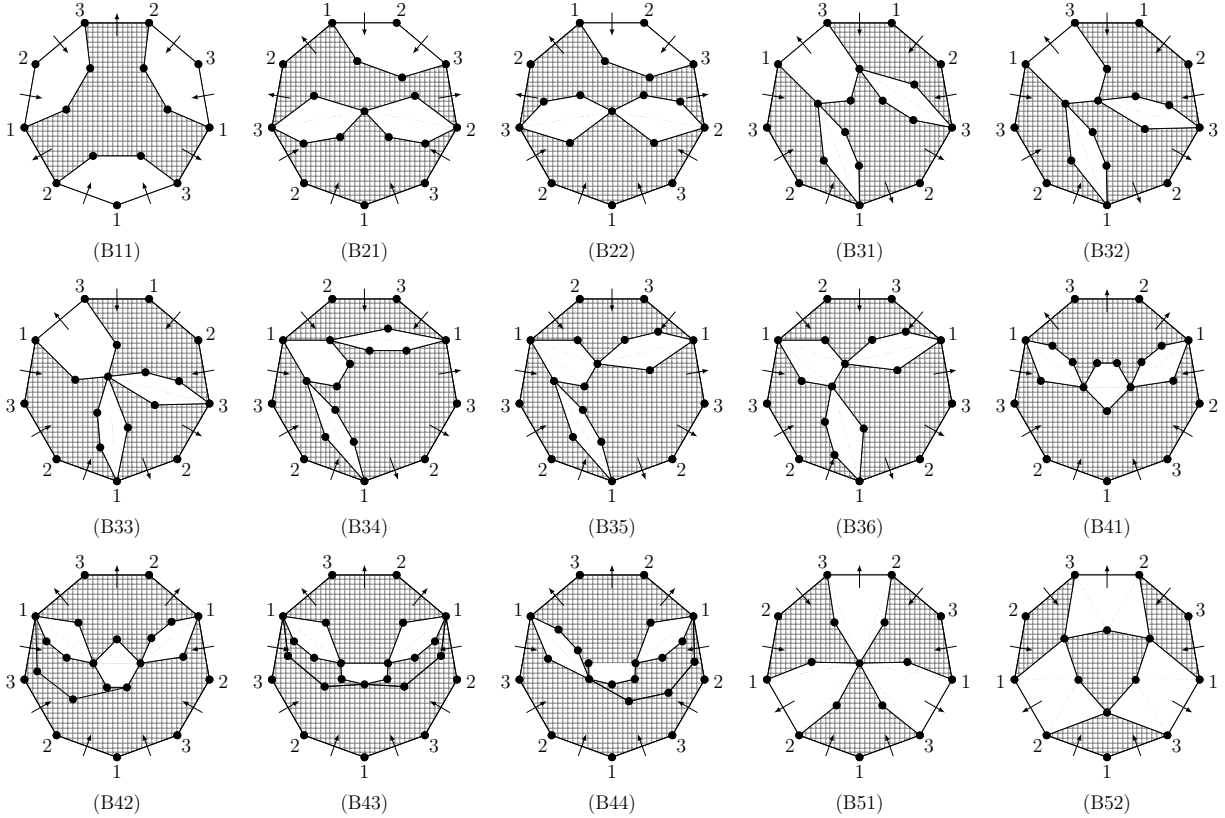 3 2 1 2 1 2 3 1 3 1
2 3 2 3 2 3 1 2 1 2
1 1 3 2 3 2 3 3 3 3
2 3 2 3 2 3 2 2 2 2
1 1 1 1 1
(B11) (B21) (B22) (B31) (B32)
3 1 2 3 2 3 2 3 3 2
1 2 1 1 1 1 1 1 1 1
3 3 3 3 3 3 3 3 3 2
2 2 2 2 2 2 2 2 2 3
1 1 1 1 1
(B33) (B34) (B35) (B36) (B41)
3 2 3 2 3 2 3 2 3 2
1 1 1 1 1 1 2 3 2 3
3 2 3 2 3 2 1 1 1 1
2 3 2 3 2 3 2 3 2 3
1 1 1 1 1
(B42) (B43) (B44) (B51) (B52)